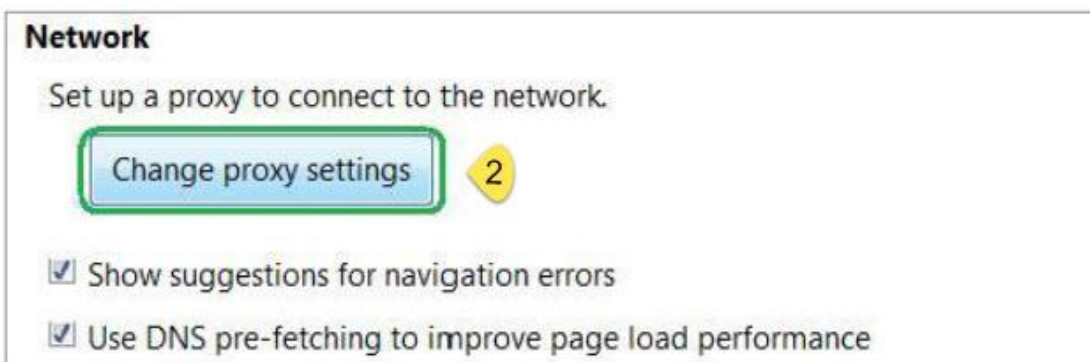 Network
Set up a proxy to connect to the network.
Change proxy settings
2
Show suggestions for navigation errors
Use DNS pre-fetching to improve page load performance